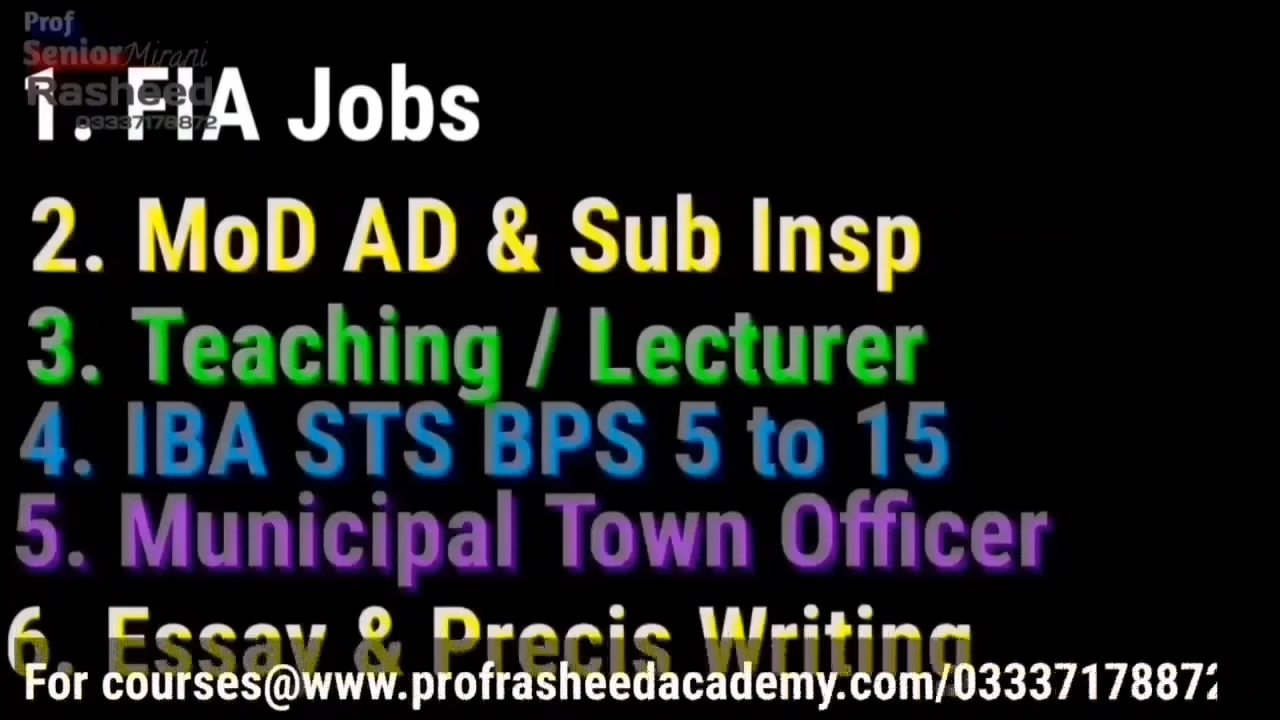 Prof
Senior Mirani
Rasheed
03337178872
1. FIA Jobs
2. MoD AD & Sub Insp
3. Teaching / Lecturer
4. IBA STS BPS 5 to 15
5. Municipal Town Officer
6. Essay & Precis Writing
For courses@www.profrasheedacademy.com/03337178872